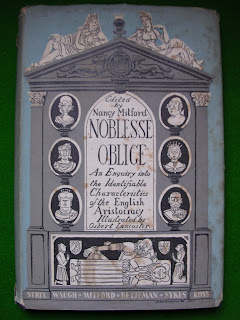 Edited by
Nancy Mitford
NOBLESSE
OBLIGE
An Enquiry into
the Identifiable
Characteristics
of the English
Aristocracy
Illustrated by
Osbert Lancaster
WAUGH · MITFORD · BETJEMAN · SYKES · ROSS